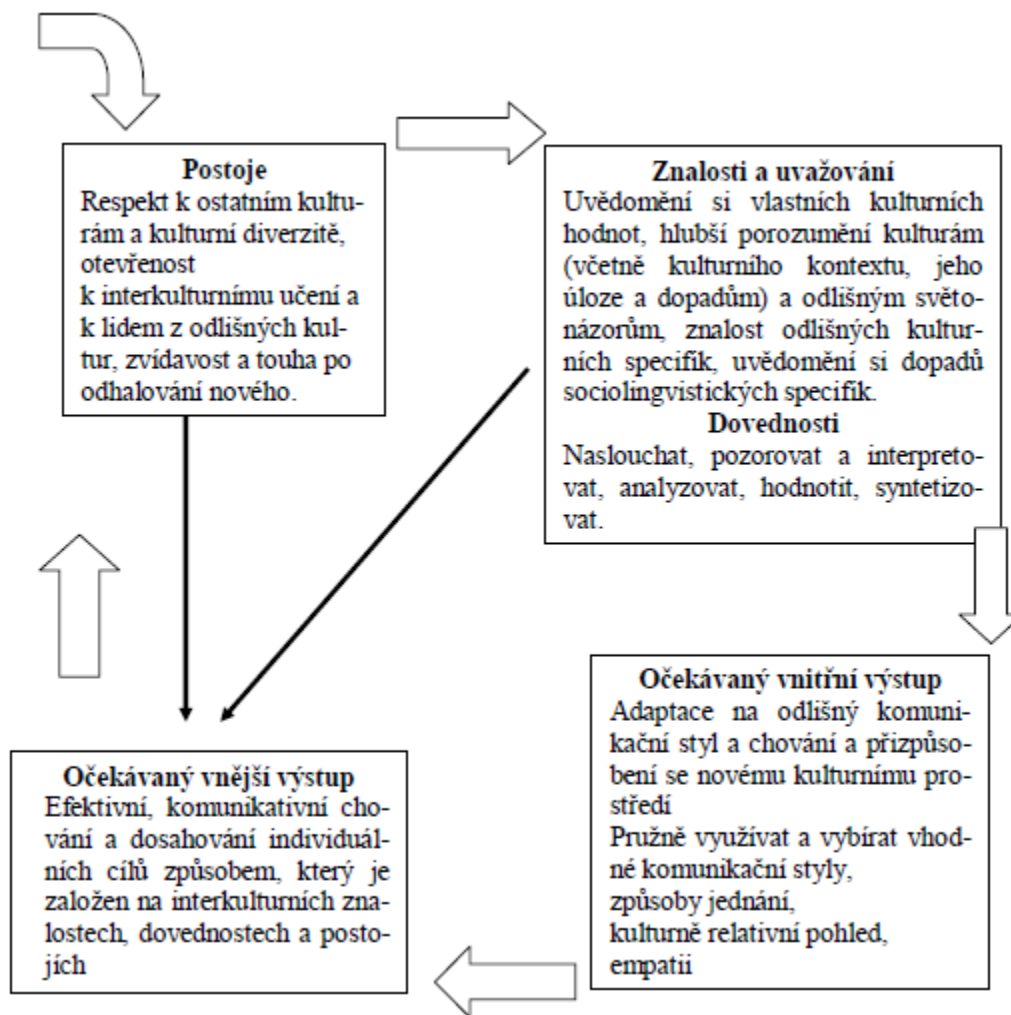 Postoje
Respekt k ostatním kultu-
rám a kulturní diverzitě,
otevřenost
k interkulturnímu učení a
k lidem z odlišných kul-
tur, zvídavost a touha po
odhalování nového.
Znalosti a uvažování
Uvědomění si vlastních kulturních
hodnot, hlubší porozumění kulturám
(včetně kulturního kontextu, jeho
úloze a dopadům) a odlišným světo-
názorům, znalost odlišných kultur-
ních specifik, uvědomění si dopadů
sociolingvistických specifik.
Dovednosti
Naslouchat, pozorovat a interpreto-
vat, analyzovat, hodnotit, syntetizo-
vat.
Očekávaný vnitřní výstup
Adaptace na odlišný komuni-
kační styl a chování a přizpůso-
bení se novému kulturnímu pro-
středí
Pružně využívat a vybírat vhod-
né komunikační styly,
způsoby jednání,
kulturně relativní pohled,
empatii
Očekávaný vnější výstup
Efektivní, komunikativní cho-
vání a dosahování individuál-
ních cílů způsobem, který je
založen na interkulturních zna-
lostech, dovednostech a posto-
jích